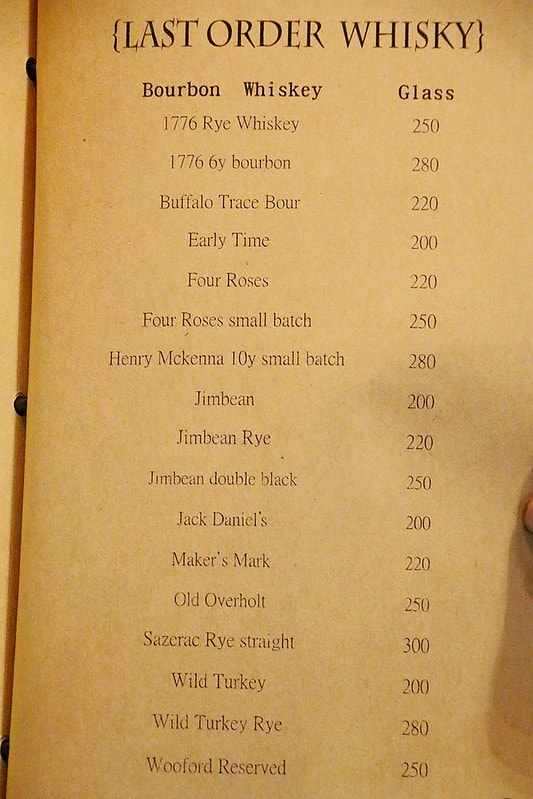 {LAST ORDER WHISKY}
Bourbon Whiskey Glass
1776 Rye Whiskey 250
1776 6y bourbon 280
Buffalo Trace Bour 220
Early Time 200
Four Roses 220
Four Roses small batch 250
Henry Mckenna 10y small batch 280
Jimbean 200
Jimbean Rye 220
Jimbean double black 250
Jack Daniel's 200
Maker's Mark 220
Old Overholt 250
Sazerac Rye straight 300
Wild Turkey 200
Wild Turkey Rye 280
Wooford Reserved 250